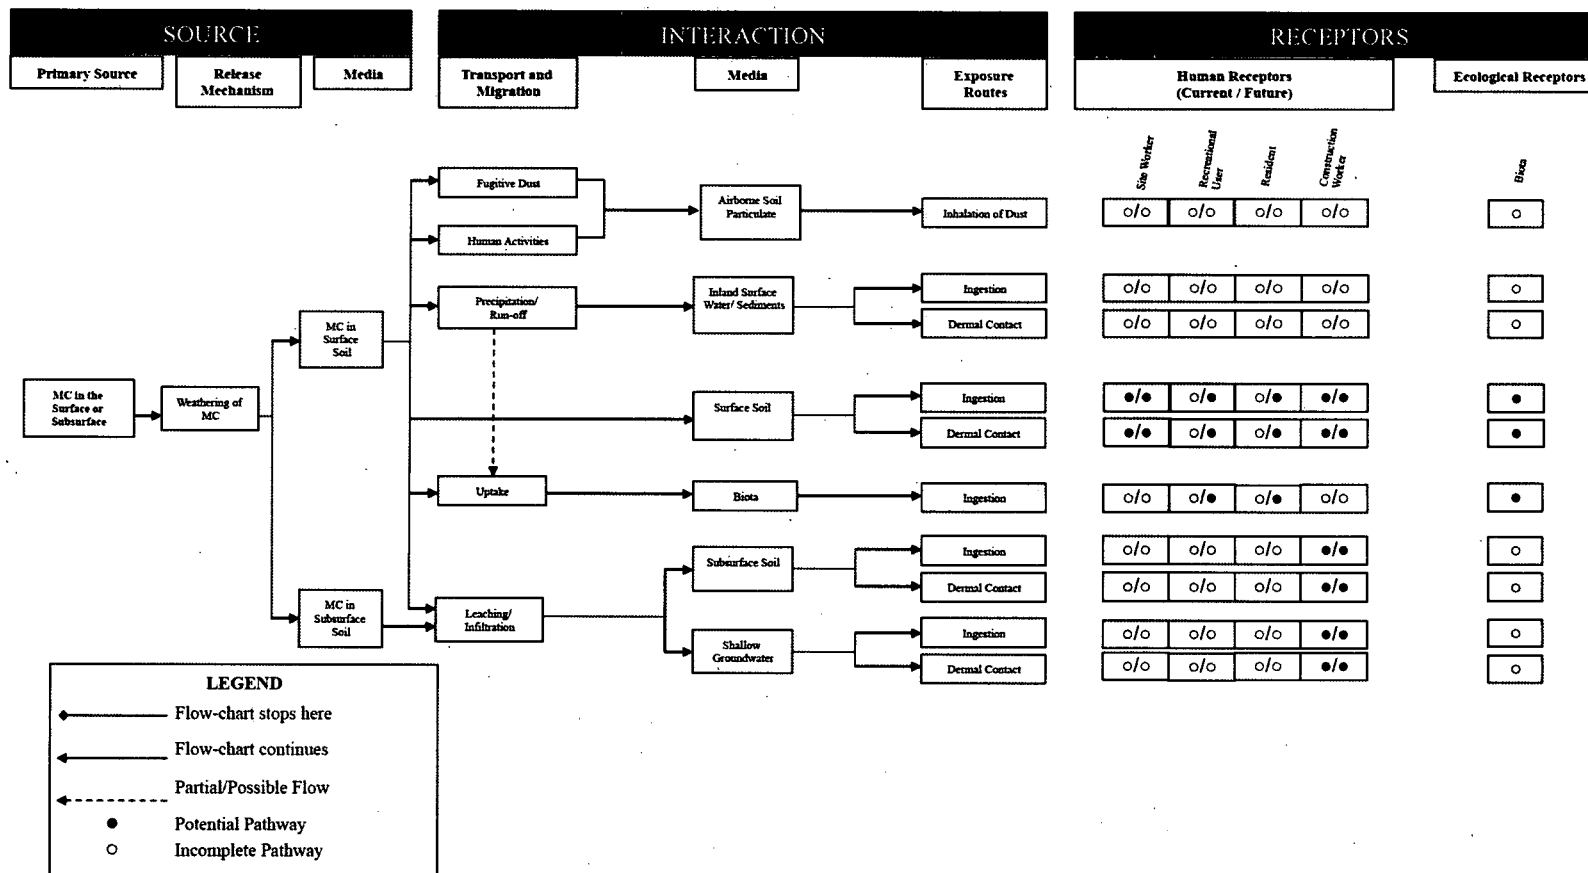 SOURCE
INTERACTION
RECEPTORS
Primary Source
Release
Mechanism
Media
Transport and
Migration
Media
Exposure
Routes
Human Receptors
(Current / Future)
Ecological Receptors
Site Worker
Recreational
User
Resident
Construction
Worker
Biota
Fugitive Dust
Human Activities
Airborne Soil
Particulate
Inhalation of Dust
○/○ ○/○ ○/○ ○/○ ○
Precipitation/
Run-off
Inland Surface
Water/ Sediments
Ingestion
○/○ ○/○ ○/○ ○/○ ○
Dermal Contact
○/○ ○/○ ○/○ ○/○ ○
MC in
Surface
Soil
MC in the
Surface or
Subsurface
Weathering of
MC
Surface Soil
Ingestion
●/● ○/● ○/● ●/● ●
Dermal Contact
●/● ○/● ○/● ●/● ●
Uptake
Biota
Ingestion
○/○ ○/● ○/● ○/○ ●
MC in
Subsurface
Soil
Leaching/
Infiltration
Subsurface Soil
Ingestion
○/○ ○/○ ○/○ ●/● ○
Dermal Contact
○/○ ○/○ ○/○ ●/● ○
Shallow
Groundwater
Ingestion
○/○ ○/○ ○/○ ●/● ○
Dermal Contact
○/○ ○/○ ○/○ ●/● ○
LEGEND
Flow-chart stops here
Flow-chart continues
Partial/Possible Flow
● Potential Pathway
○ Incomplete Pathway